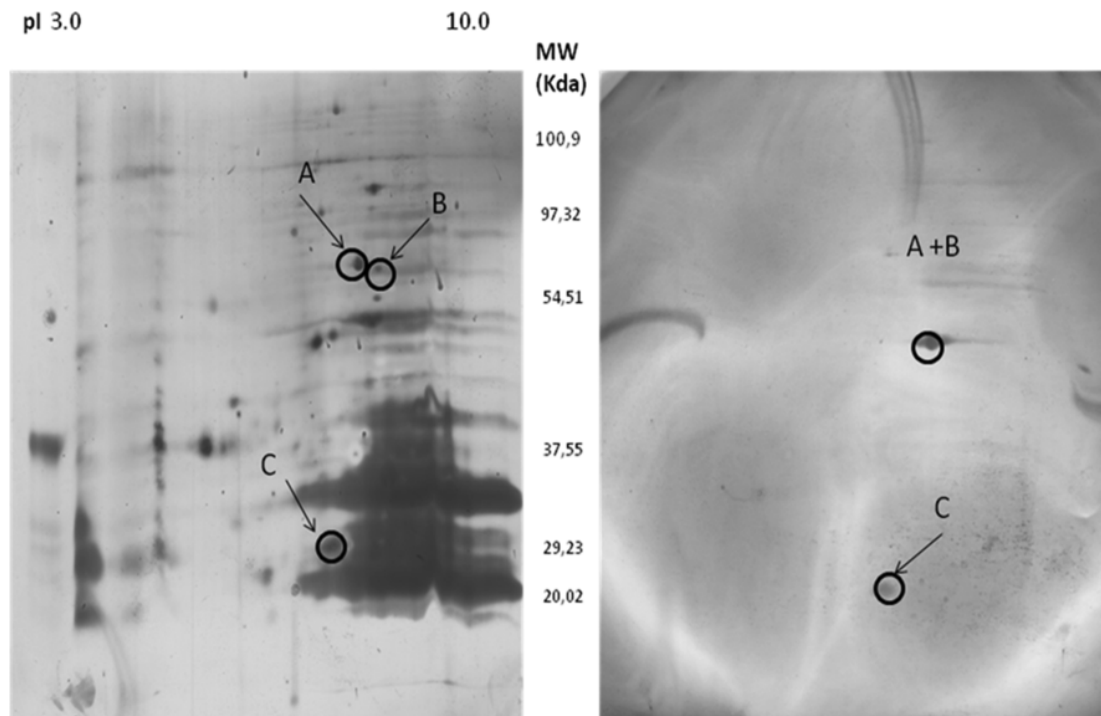 pI 3.0 10.0
MW
(Kda)
100,9
A
B
97,32
A +B
54,51
37,55
C
C
29,23
20,02